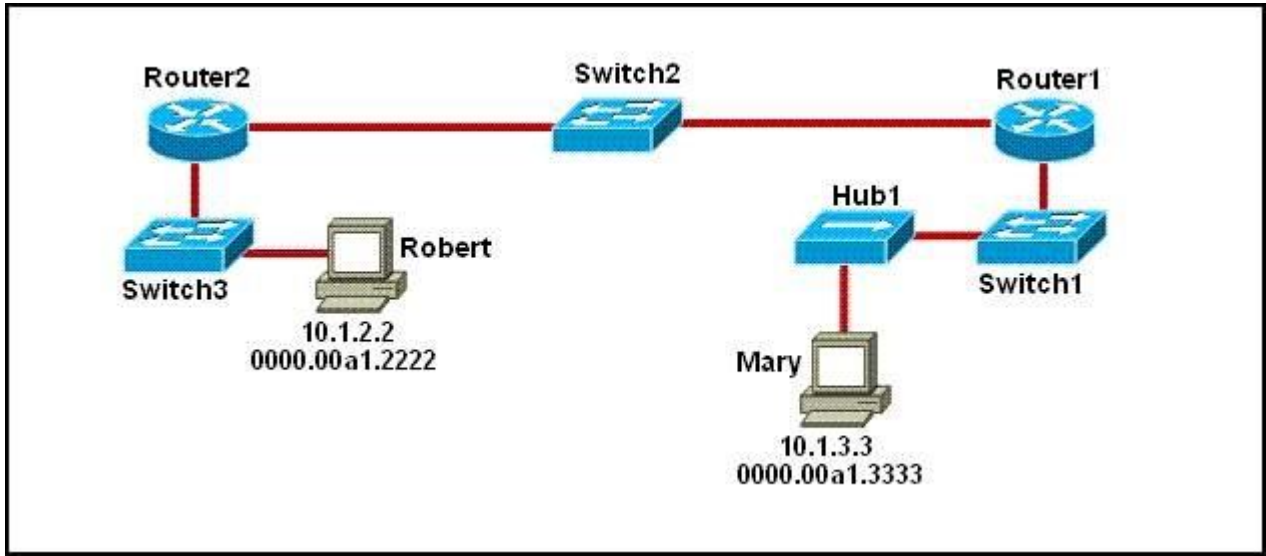 Router2
Switch2
Router1
Hub1
Robert
Switch3
Switch1
10.1.2.2
0000.00a1.2222
Mary
10.1.3.3
0000.00a1.3333